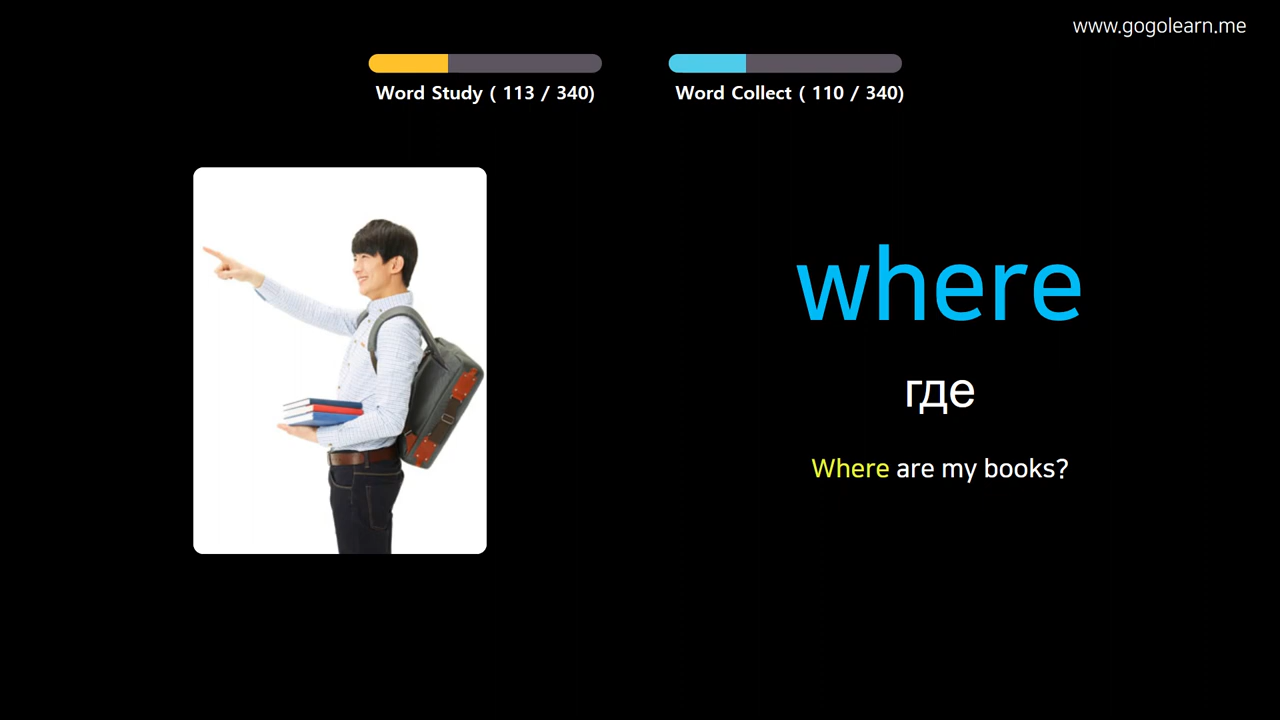 www.gogolearn.me
Word Study ( 113 / 340)
Word Collect ( 110 / 340)
where
где
Where are my books?